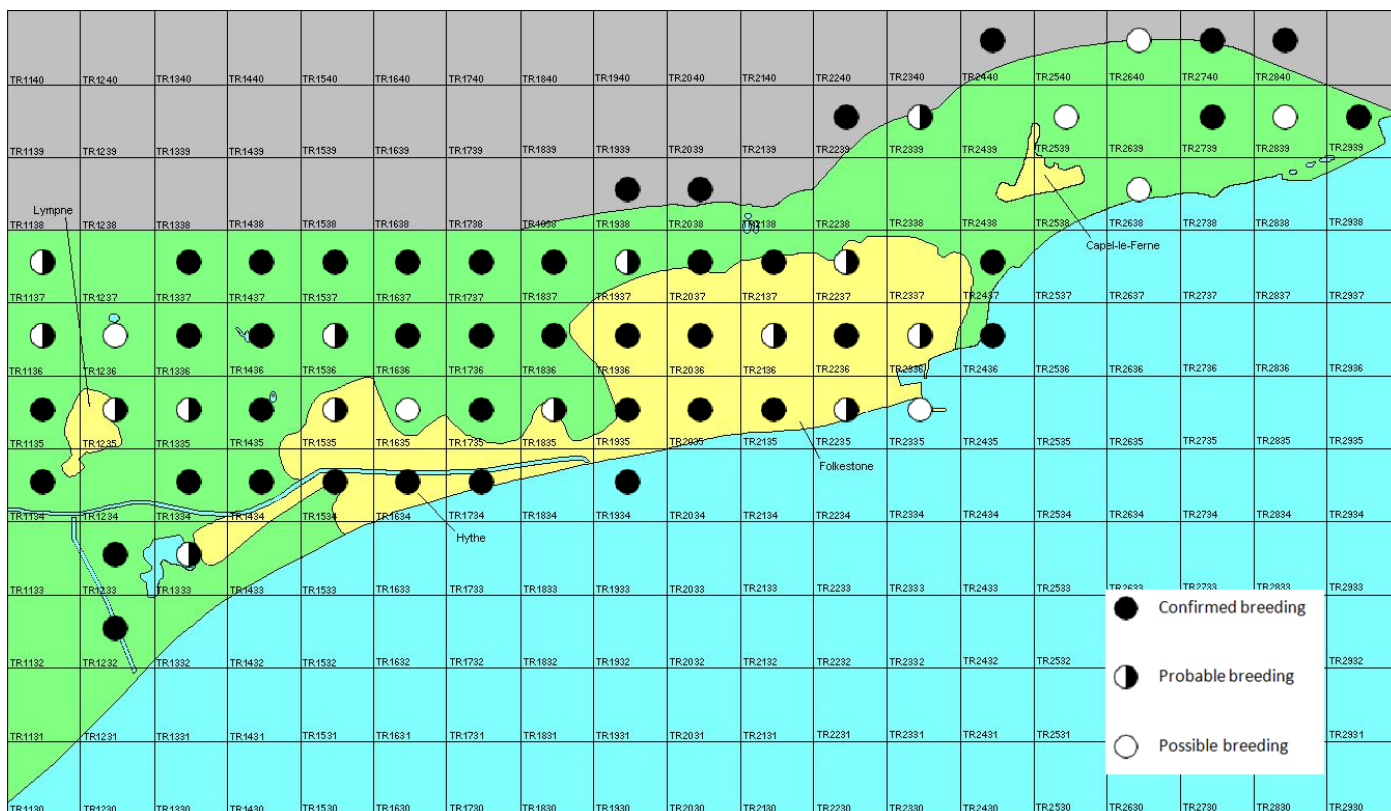 TR1140 TR1240 TR1340 TR1440 TR1540 TR1640 TR1740 TR1840 TR1940 TR2040 TR2140 TR2240 TR2340 TR2440 TR2540 TR2640 TR2740 TR2840
TR1139 TR1239 TR1339 TR1439 TR1539 TR1639 TR1739 TR1839 TR1939 TR2039 TR2139 TR2239 TR2339 TR2439 TR2539 TR2639 TR2739 TR2839 TR2939
Lympne
TR1138 TR1238 TR1338 TR1438 TR1538 TR1638 TR1738 TR1938 TR2038 TR2138 TR2238 TR2338 TR2438 TR2538 TR2638 TR2738 TR2838 TR2938
Capel-le-Ferne
TR1137 TR1237 TR1337 TR1437 TR1537 TR1637 TR1737 TR1837 TR1937 TR2037 TR2137 TR2237 TR2337 TR2437 TR2537 TR2637 TR2737 TR2837 TR2937
TR1136 TR1236 TR1336 TR1436 TR1536 TR1636 TR1736 TR1836 TR1936 TR2036 TR2136 TR2236 TR2336 TR2436 TR2536 TR2636 TR2736 TR2836 TR2936
TR1135 TR1235 TR1335 TR1435 TR1535 TR1635 TR1735 TR1835 TR1935 TR2035 TR2135 TR2235 TR2335 TR2435 TR2535 TR2635 TR2735 TR2835 TR2935
Folkestone
TR1134 TR1234 TR1334 TR1434 TR1534 TR1634 TR1734 TR1834 TR1934 TR2034 TR2134 TR2234 TR2334 TR2434 TR2534 TR2634 TR2734 TR2834 TR2934
Hythe
TR1133 TR1233 TR1333 TR1433 TR1533 TR1633 TR1733 TR1833 TR1933 TR2033 TR2133 TR2233 TR2333 TR2433 TR2533 TR2633 TR2733 TR2833 TR2933
Confirmed breeding
TR1132 TR1232 TR1332 TR1432 TR1532 TR1632 TR1732 TR1832 TR1932 TR2032 TR2132 TR2232 TR2332 TR2432 TR2532 TR2932
Probable breeding
TR1131 TR1231 TR1331 TR1431 TR1531 TR1631 TR1731 TR1831 TR1931 TR2031 TR2131 TR2231 TR2331 TR2431 TR2531 TR2931
Possible breeding
TR1130 TR1230 TR1330 TR1430 TR1530 TR1630 TR1730 TR1830 TR1930 TR2030 TR2130 TR2230 TR2330 TR2430 TR2530 TR2630 TR2730 TR2830 TR2930